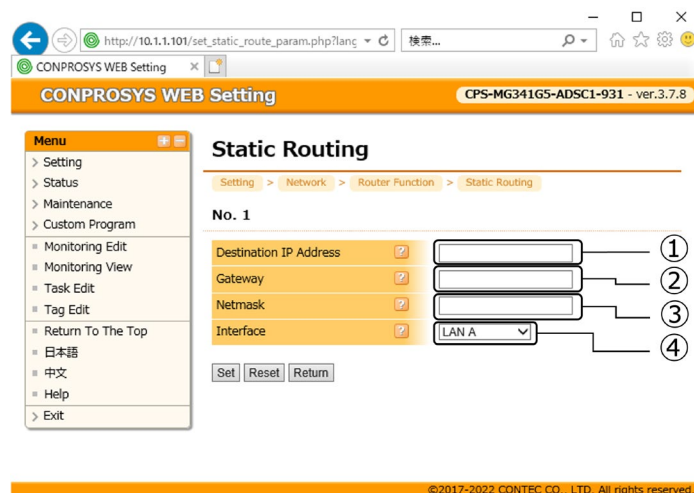 http://10.1.1.101/set_static_route_param.php?lang
検索...
CONPROSYS WEB Setting
CONPROSYS WEB Setting
CPS-MG341G5-ADSC1-931 - ver.3.7.8
Menu
Setting
Status
Maintenance
Custom Program
Monitoring Edit
Monitoring View
Task Edit
Tag Edit
Return To The Top
日本語
中文
Help
Exit
Static Routing
Setting > Network > Router Function > Static Routing
No. 1
Destination IP Address ? ①
Gateway ? ②
Netmask ? ③
Interface ? LAN A ④
Set Reset Return
©2017-2022 CONTEC CO., LTD. All rights reserved.